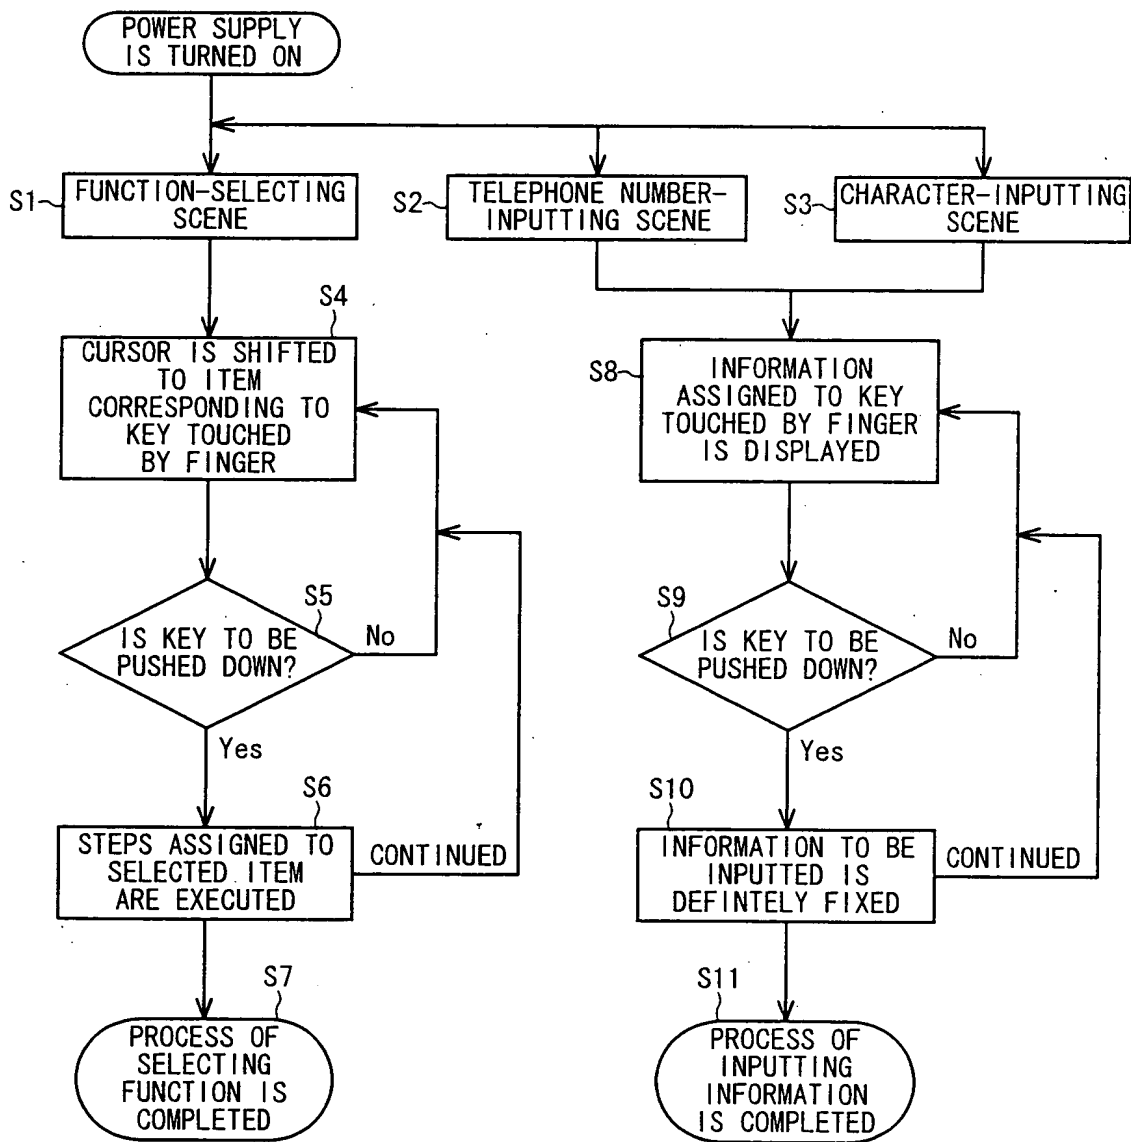 POWER SUPPLY
IS TURNED ON
S1
FUNCTION-SELECTING
SCENE
S2
TELEPHONE NUMBER-
INPUTTING SCENE
S3
CHARACTER-INPUTTING
SCENE
S4
CURSOR IS SHIFTED
TO ITEM
CORRESPONDING TO
KEY TOUCHED
BY FINGER
S5
IS KEY TO BE
PUSHED DOWN?
No
Yes
S6
STEPS ASSIGNED TO
SELECTED ITEM
ARE EXECUTED
CONTINUED
S7
PROCESS OF
SELECTING
FUNCTION IS
COMPLETED
S8
INFORMATION
ASSIGNED TO KEY
TOUCHED BY FINGER
IS DISPLAYED
S9
IS KEY TO BE
PUSHED DOWN?
No
Yes
S10
INFORMATION TO BE
INPUTTED IS
DEFINTELY FIXED
CONTINUED
S11
PROCESS OF
INPUTTING
INFORMATION
IS COMPLETED